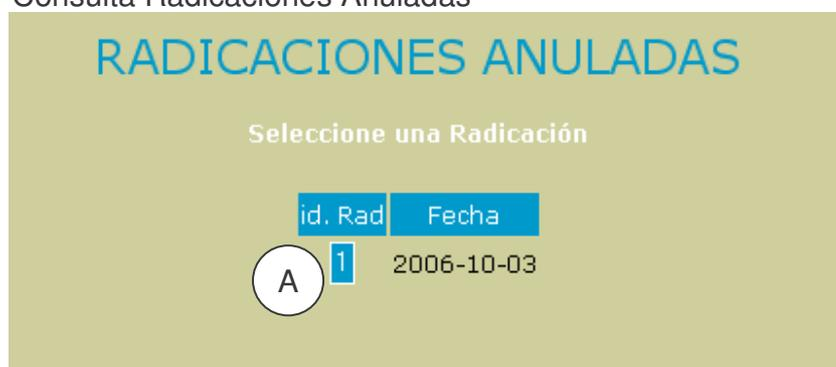 Consulta Radicaciones Anuladas
RADICACIONES ANULADAS
Seleccione una Radicación
id. Rad Fecha
A 1 2006-10-03